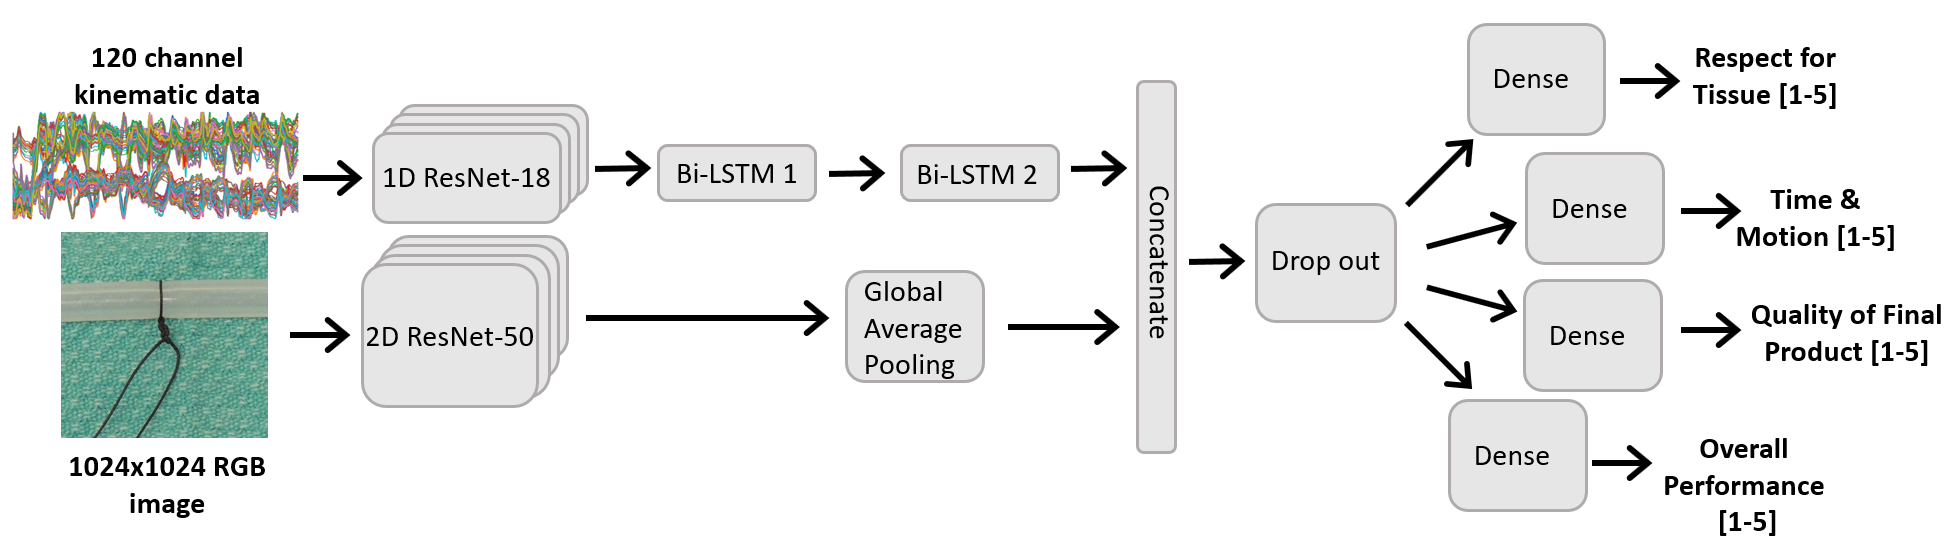 120 channel
kinematic data
1D ResNet-18
Bi-LSTM 1
Bi-LSTM 2
1024x1024 RGB
image
2D ResNet-50
Global
Average
Pooling
Concatenate
Drop out
Dense
Respect for
Tissue [1-5]
Dense
Time &
Motion [1-5]
Dense
Quality of Final
Product [1-5]
Dense
Overall
Performance
[1-5]